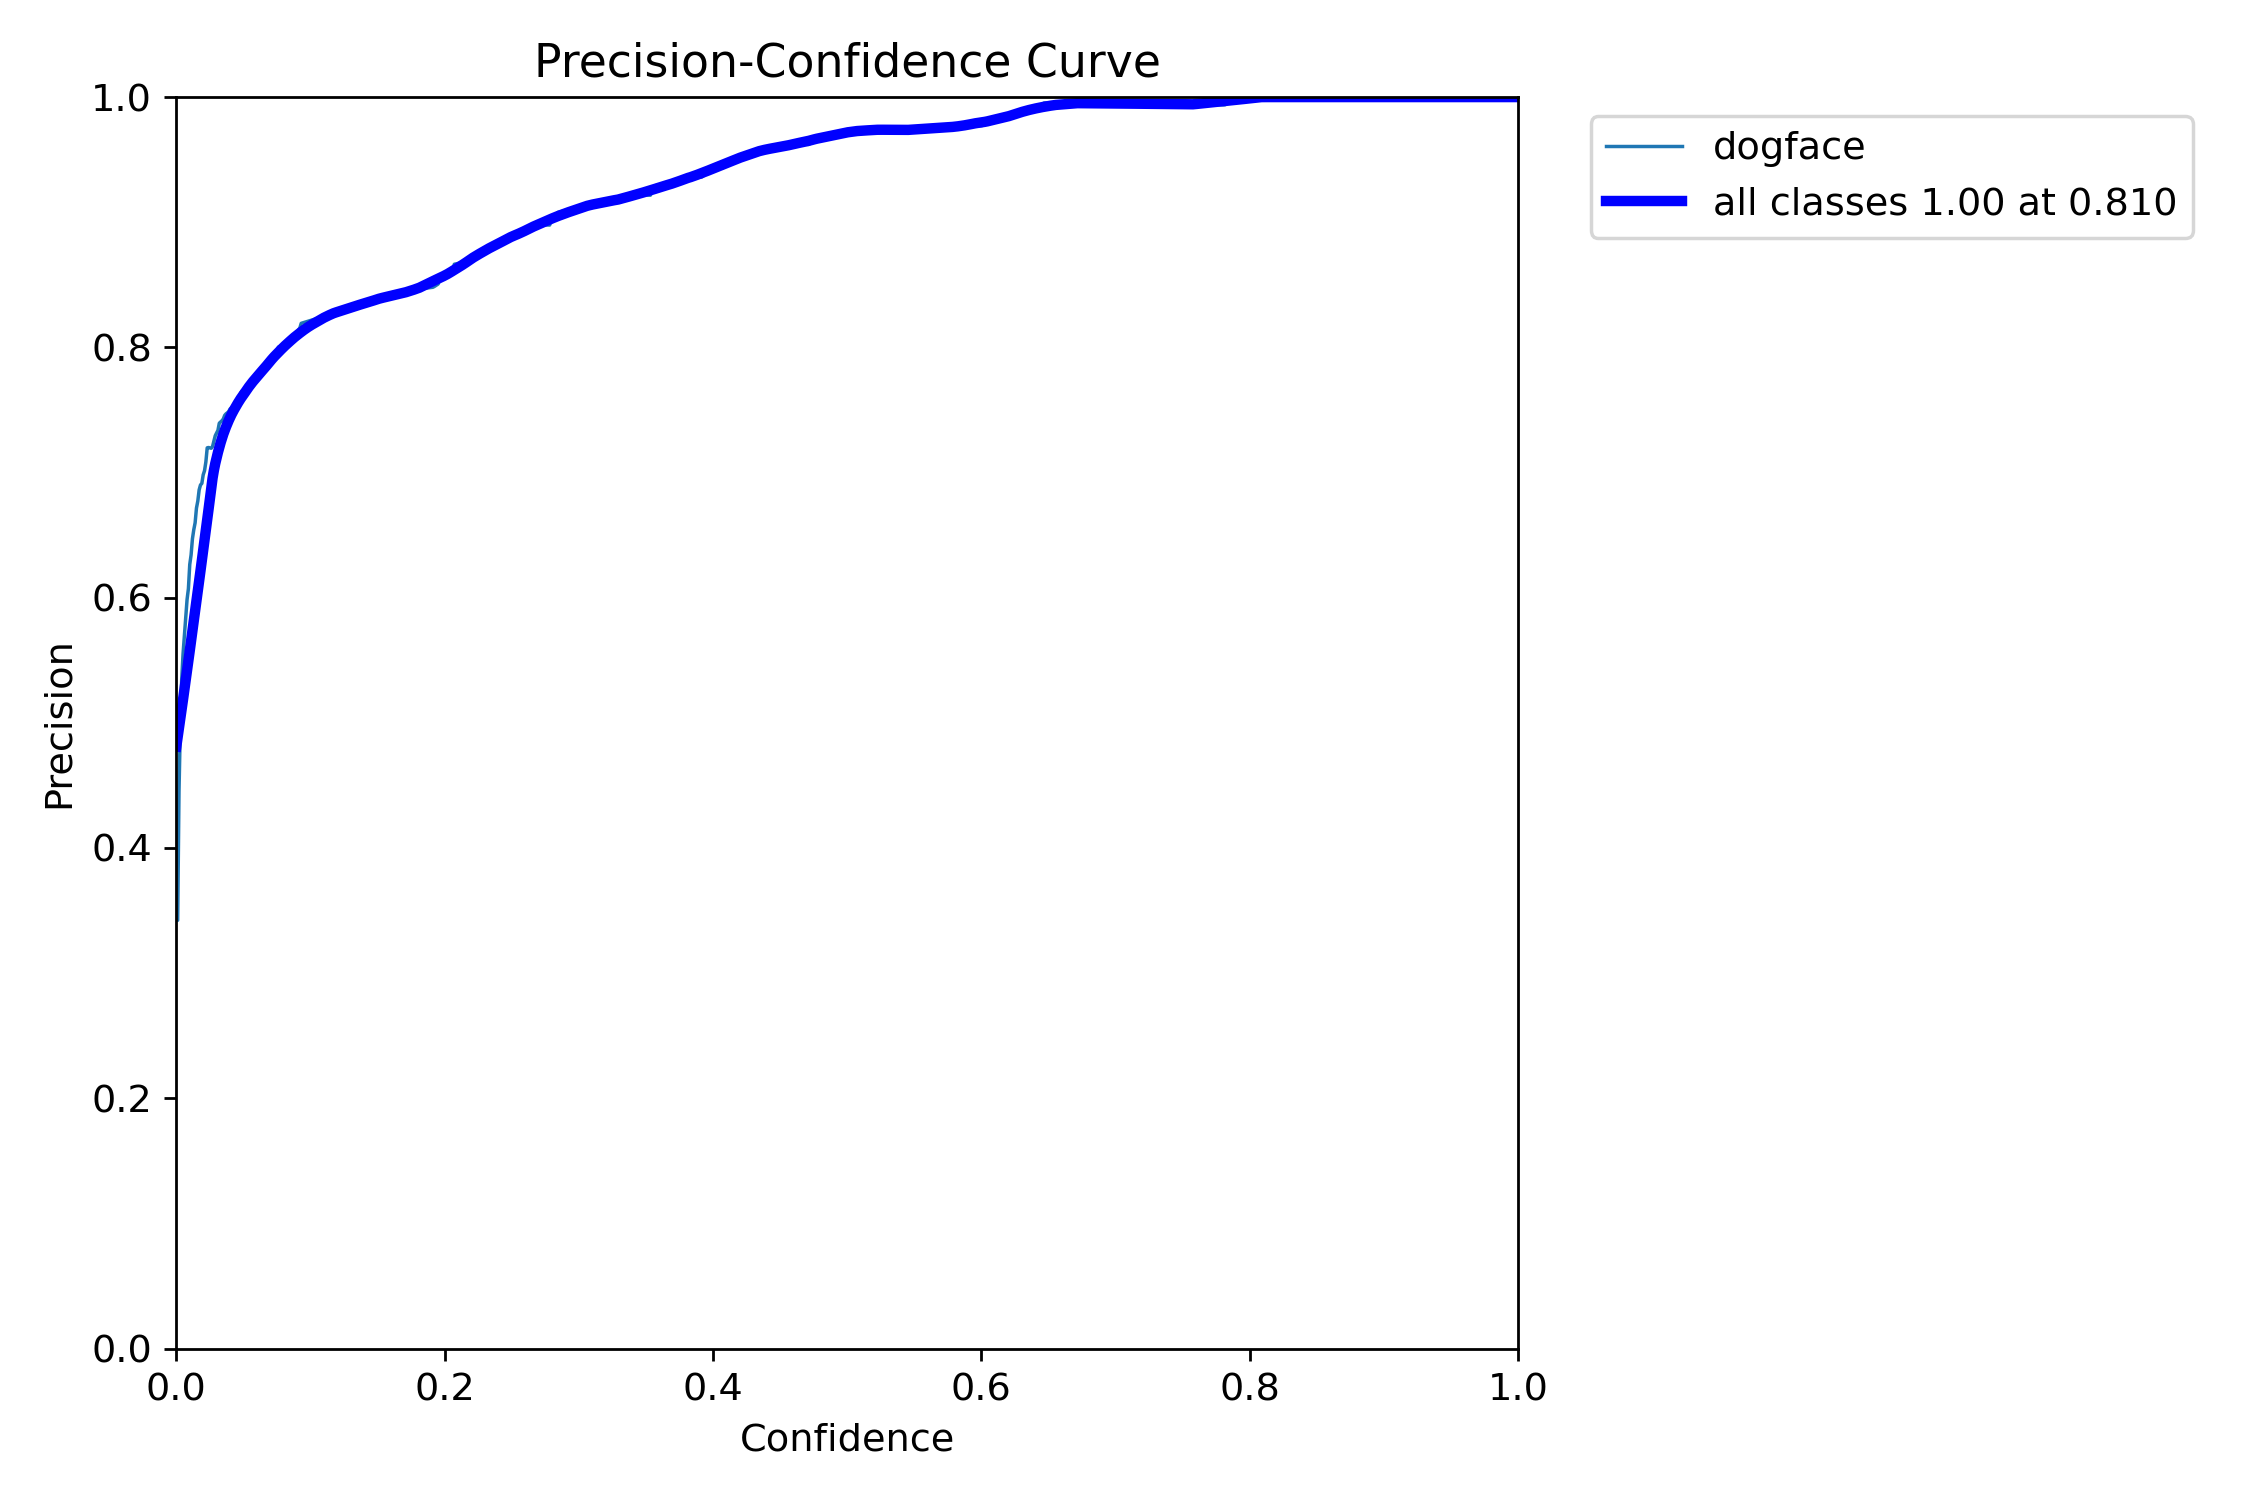 Precision-Confidence Curve
1.0
0.8
0.6
0.4
0.2
0.0
Precision
0.0 0.2 0.4 0.6 0.8 1.0
Confidence
dogface
all classes 1.00 at 0.810